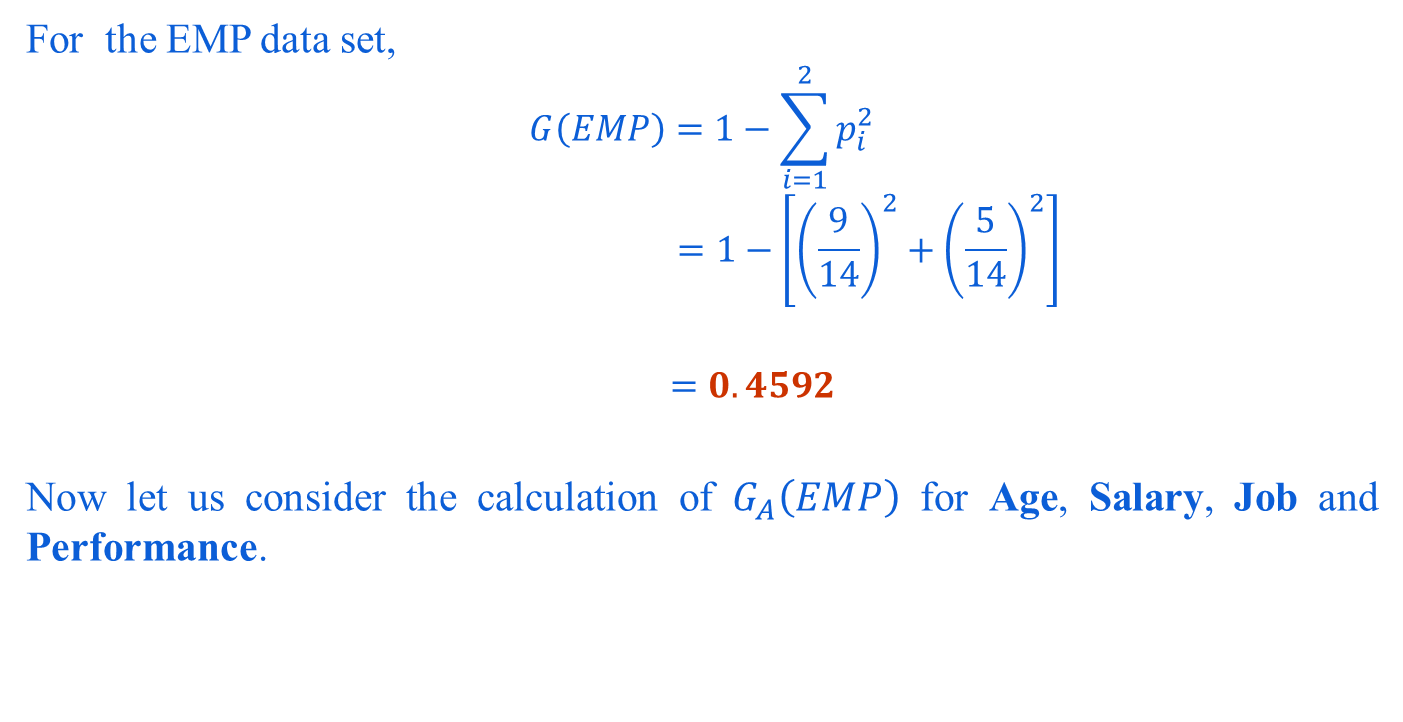 For the EMP data set,
G(EMP) = 1 − ∑_{i=1}^{2} p_i^2
= 1 − [(9/14)^2 + (5/14)^2]
= 0.4592
Now let us consider the calculation of G_A(EMP) for Age, Salary, Job and
Performance.